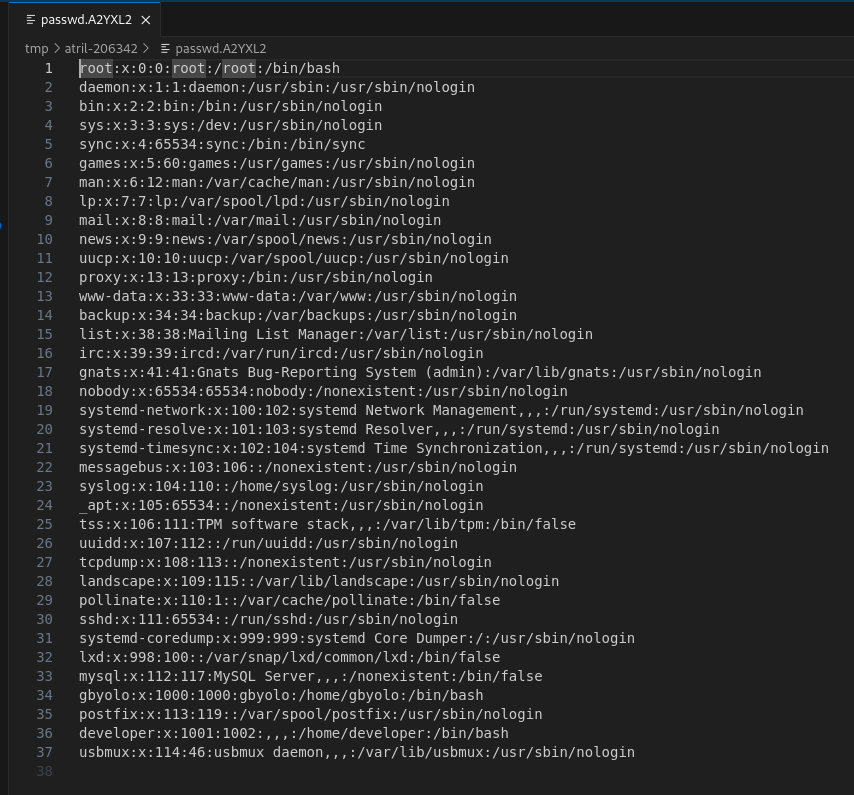 passwd.A2YXL2
tmp > atril-206342 > passwd.A2YXL2
1 root:x:0:0:root:/root:/bin/bash
2 daemon:x:1:1:daemon:/usr/sbin:/usr/sbin/nologin
3 bin:x:2:2:bin:/bin:/usr/sbin/nologin
4 sys:x:3:3:sys:/dev:/usr/sbin/nologin
5 sync:x:4:65534:sync:/bin:/bin/sync
6 games:x:5:60:games:/usr/games:/usr/sbin/nologin
7 man:x:6:12:man:/var/cache/man:/usr/sbin/nologin
8 lp:x:7:7:lp:/var/spool/lpd:/usr/sbin/nologin
9 mail:x:8:8:mail:/var/mail:/usr/sbin/nologin
10 news:x:9:9:news:/var/spool/news:/usr/sbin/nologin
11 uucp:x:10:10:uucp:/var/spool/uucp:/usr/sbin/nologin
12 proxy:x:13:13:proxy:/bin:/usr/sbin/nologin
13 www-data:x:33:33:www-data:/var/www:/usr/sbin/nologin
14 backup:x:34:34:backup:/var/backups:/usr/sbin/nologin
15 list:x:38:38:Mailing List Manager:/var/list:/usr/sbin/nologin
16 irc:x:39:39:ircd:/var/run/ircd:/usr/sbin/nologin
17 gnats:x:41:41:Gnats Bug-Reporting System (admin):/var/lib/gnats:/usr/sbin/nologin
18 nobody:x:65534:65534:nobody:/nonexistent:/usr/sbin/nologin
19 systemd-network:x:100:102:systemd Network Management,,,:/run/systemd:/usr/sbin/nologin
20 systemd-resolve:x:101:103:systemd Resolver,,,:/run/systemd:/usr/sbin/nologin
21 systemd-timesync:x:102:104:systemd Time Synchronization,,,:/run/systemd:/usr/sbin/nologin
22 messagebus:x:103:106::/nonexistent:/usr/sbin/nologin
23 syslog:x:104:110::/home/syslog:/usr/sbin/nologin
24 _apt:x:105:65534::/nonexistent:/usr/sbin/nologin
25 tss:x:106:111:TPM software stack,,,:/var/lib/tpm:/bin/false
26 uuidd:x:107:112::/run/uuidd:/usr/sbin/nologin
27 tcpdump:x:108:113::/nonexistent:/usr/sbin/nologin
28 landscape:x:109:115::/var/lib/landscape:/usr/sbin/nologin
29 pollinate:x:110:1::/var/cache/pollinate:/bin/false
30 sshd:x:111:65534::/run/sshd:/usr/sbin/nologin
31 systemd-coredump:x:999:999:systemd Core Dumper:/:/usr/sbin/nologin
32 lxd:x:998:100::/var/snap/lxd/common/lxd:/bin/false
33 mysql:x:112:117:MySQL Server,,,:/nonexistent:/bin/false
34 gbyolo:x:1000:1000:gbyolo:/home/gbyolo:/bin/bash
35 postfix:x:113:119::/var/spool/postfix:/usr/sbin/nologin
36 developer:x:1001:1002:,,,:/home/developer:/bin/bash
37 usbmux:x:114:46:usbmux daemon,,,:/var/lib/usbmux:/usr/sbin/nologin
38